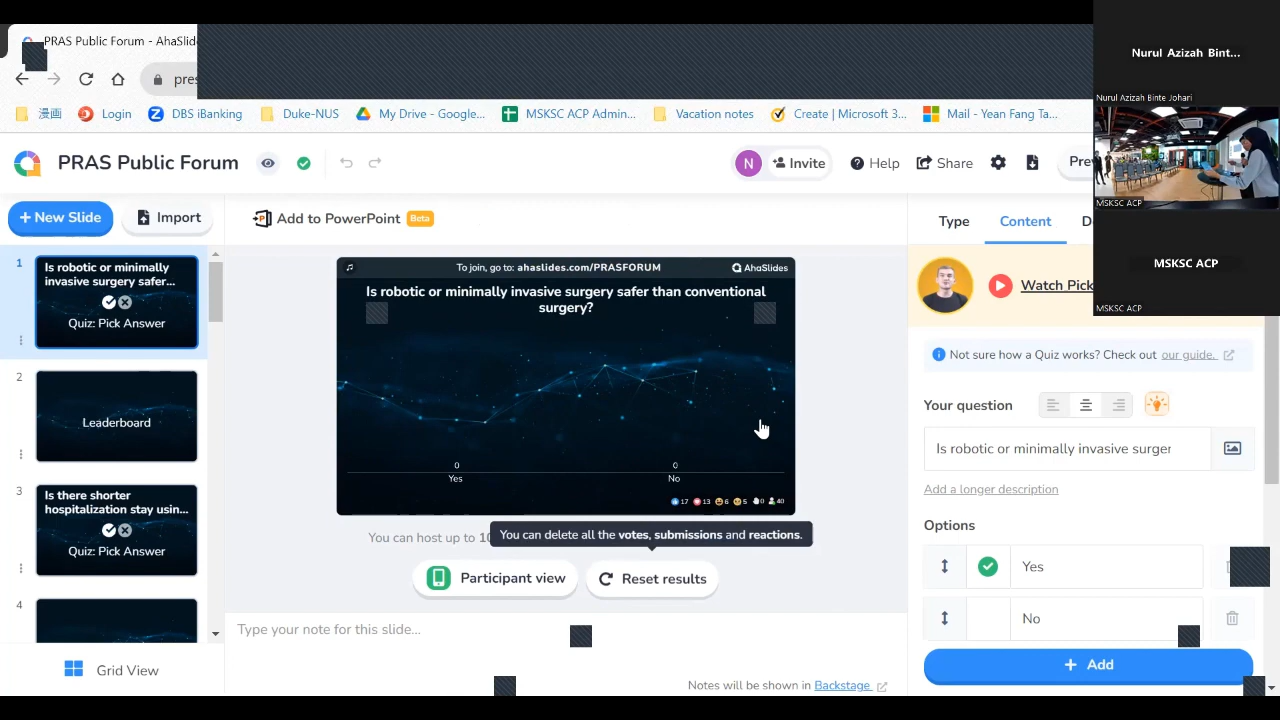 PRAS Public Forum - AhaSlide
Nurul Azizah Bint...
pres
Nurul Azizah Binte Johari
漫画
Login
DBS iBanking
Duke-NUS
My Drive - Google...
MSKSC ACP Admin...
Vacation notes
Create | Microsoft 3...
Mail - Yean Fang Ta...
PRAS Public Forum
N
Invite
Help
Share
MSKSC ACP
+ New Slide
Import
Add to PowerPoint
Beta
Type
Content
MSKSC ACP
MSKSC ACP
1
Is robotic or minimally
invasive surgery safer...
Quiz: Pick Answer
2
Leaderboard
3
Is there shorter
hospitalization stay usin...
Quiz: Pick Answer
4
Grid View
To join, go to: ahaslides.com/PRASFORUM
AhaSlides
Is robotic or minimally invasive surgery safer than conventional
surgery?
0
0
Yes
No
17
13
6
5
0
40
You can host up to 10
You can delete all the votes, submissions and reactions.
Participant view
Reset results
Type your note for this slide...
Notes will be shown in Backstage
Watch Pick
Not sure how a Quiz works? Check out our guide.
Your question
Is robotic or minimally invasive surger
Add a longer description
Options
Yes
No
+ Add